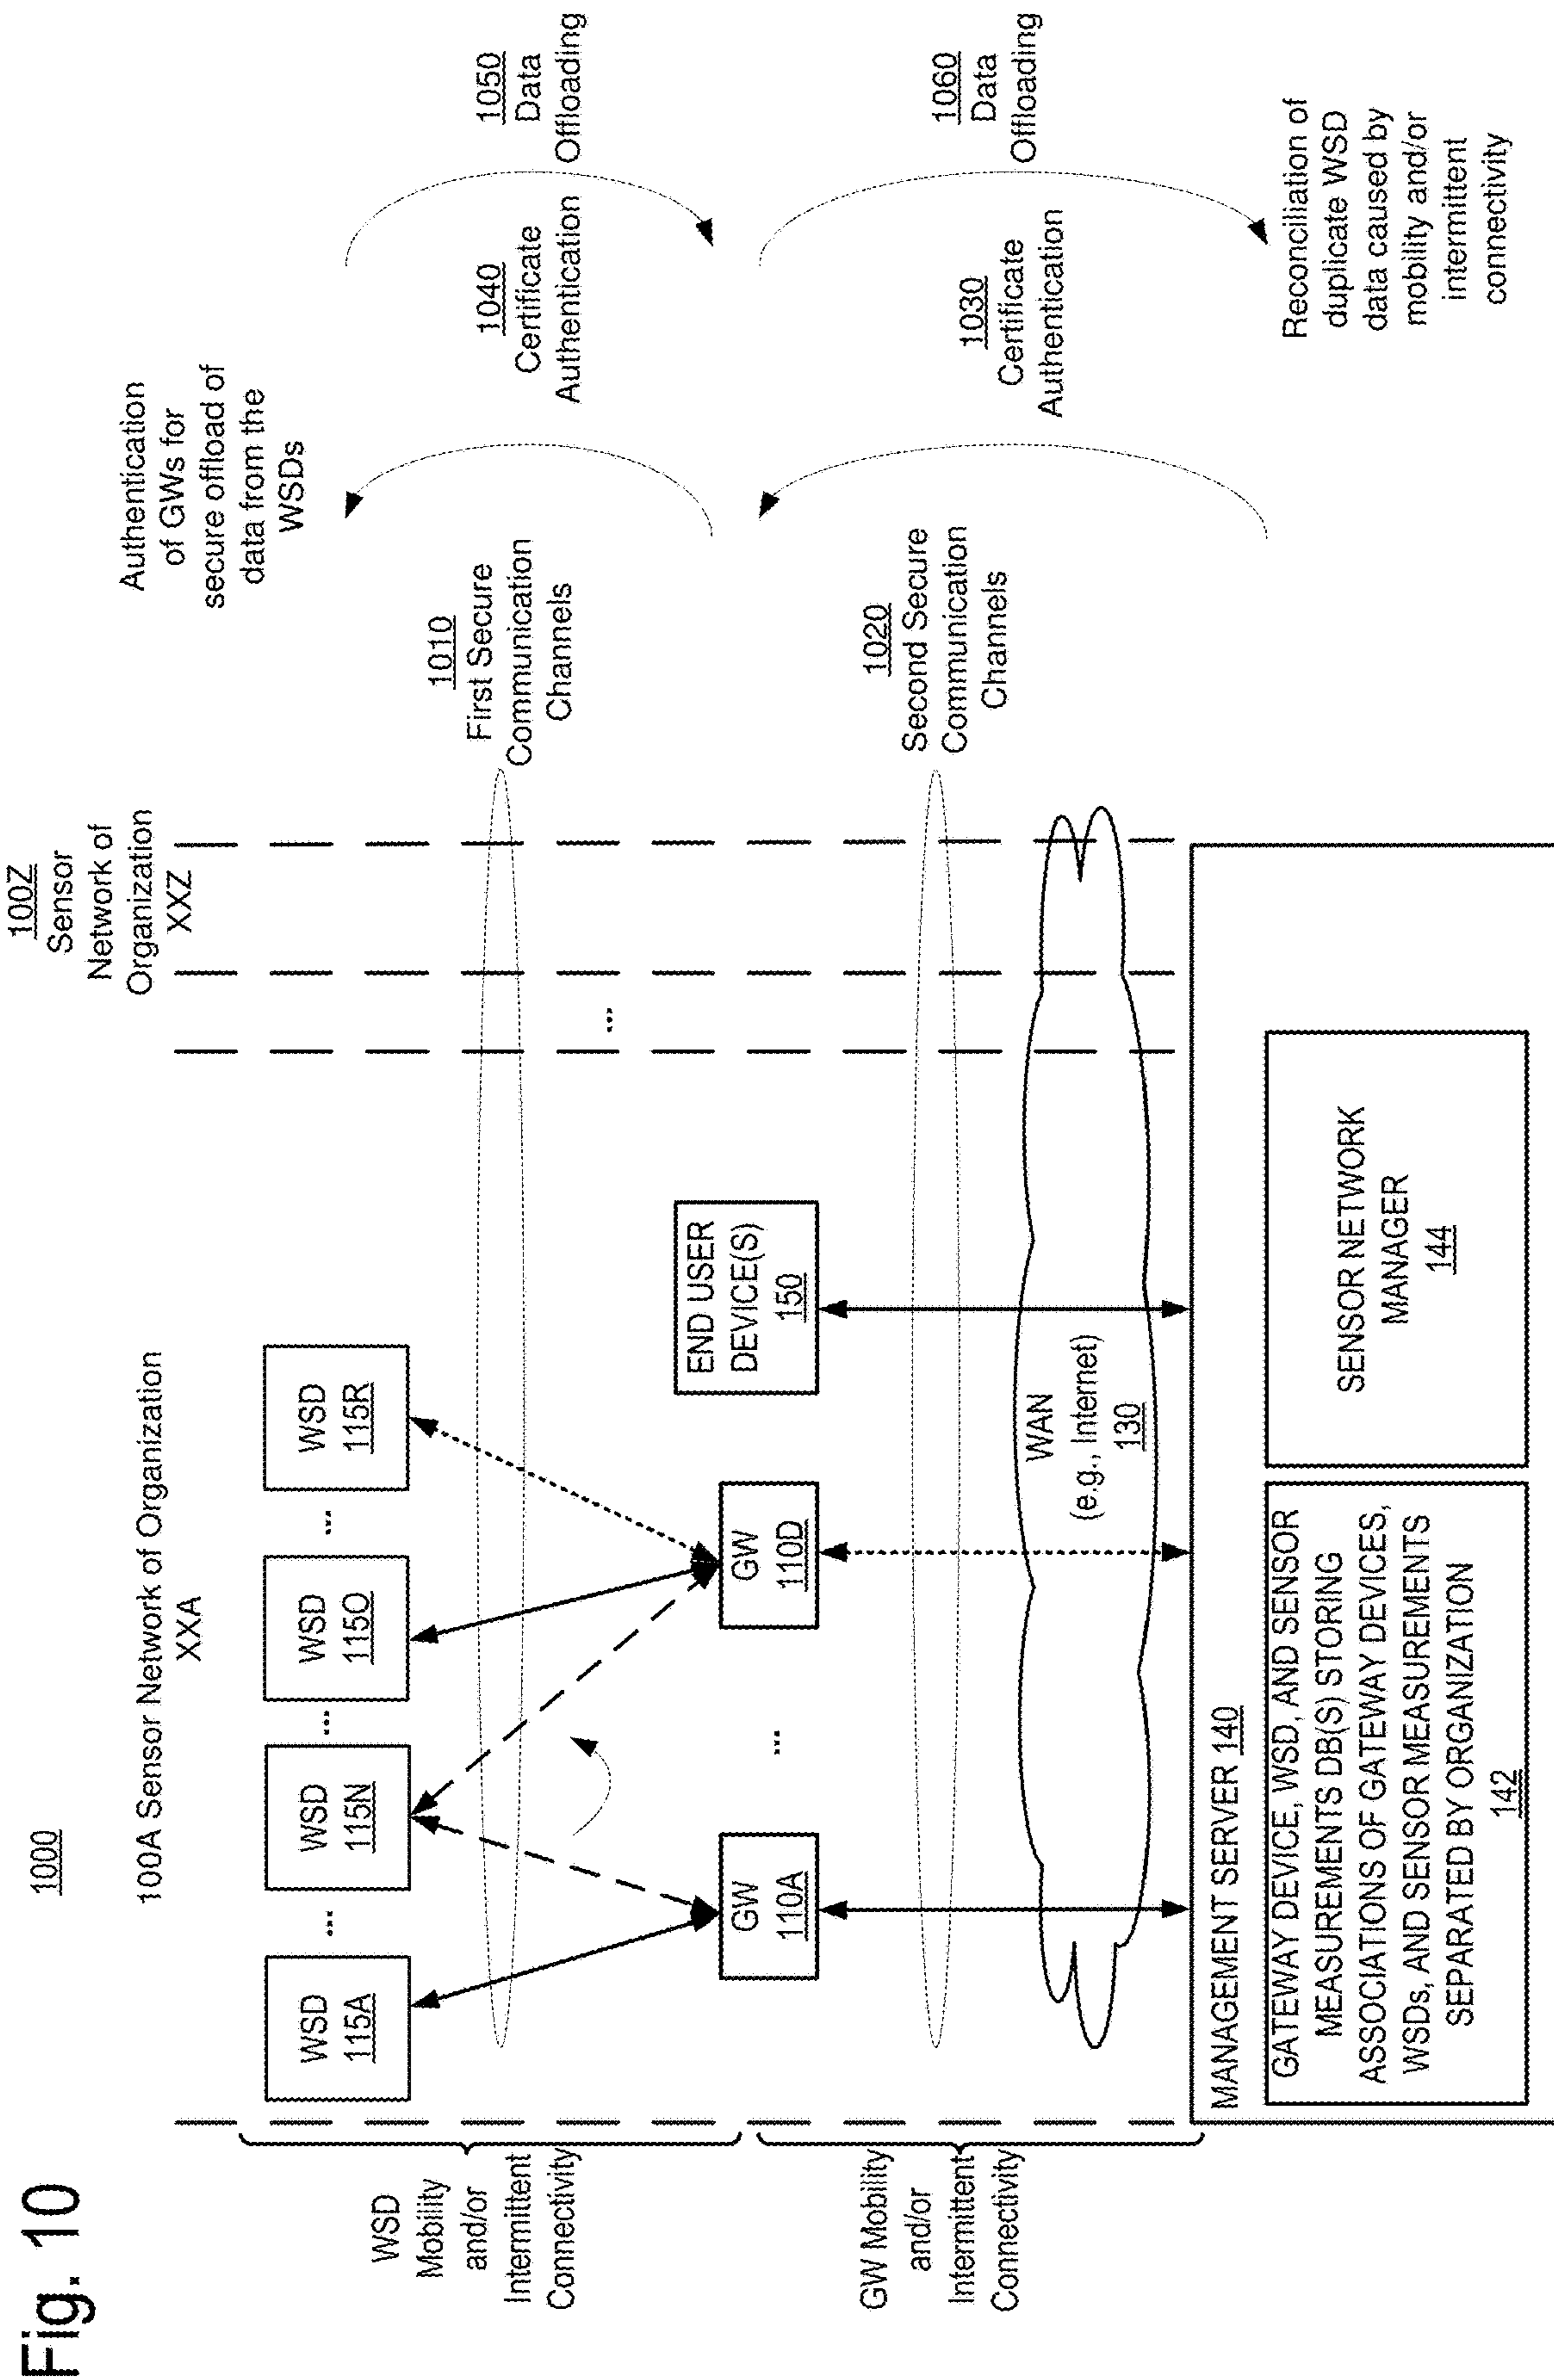 Fig. 10
1000
100A Sensor Network of Organization
XXA
100Z
Sensor
Network of
Organization
XXZ
WSD
Mobility
and/or
Intermittent
Connectivity
WSD
115A
...
WSD
115N
...
WSD
115O
...
WSD
115R
...
1010
First Secure
Communication
Channels
Authentication
of GWs for
secure offload of
data from the
WSDs
1040
Certificate
Authentication
1050
Data
Offloading
GW Mobility
and/or
Intermittent
Connectivity
GW
110A
...
GW
110D
END USER
DEVICE(S)
150
1020
Second Secure
Communication
Channels
1030
Certificate
Authentication
1060
Data
Offloading
WAN
(e.g., Internet)
130
MANAGEMENT SERVER 140
GATEWAY DEVICE, WSD, AND SENSOR
MEASUREMENTS DB(S) STORING
ASSOCIATIONS OF GATEWAY DEVICES,
WSDs, AND SENSOR MEASUREMENTS
SEPARATED BY ORGANIZATION
142
SENSOR NETWORK
MANAGER
144
Reconciliation of
duplicate WSD
data caused by
mobility and/or
intermittent
connectivity